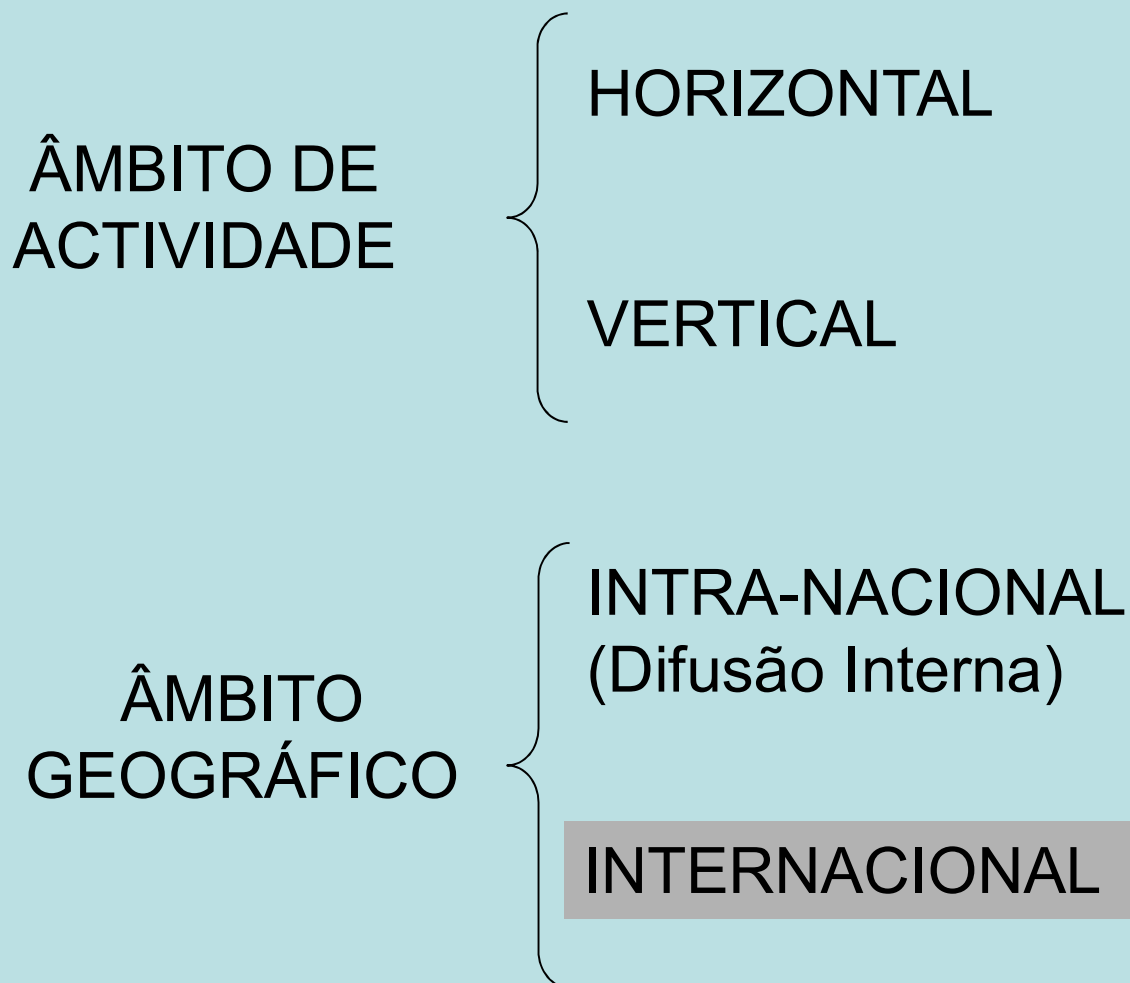 ÂMBITO DE
ACTIVIDADE
HORIZONTAL
VERTICAL
ÂMBITO
GEOGRÁFICO
INTRA-NACIONAL
(Difusão Interna)
INTERNACIONAL